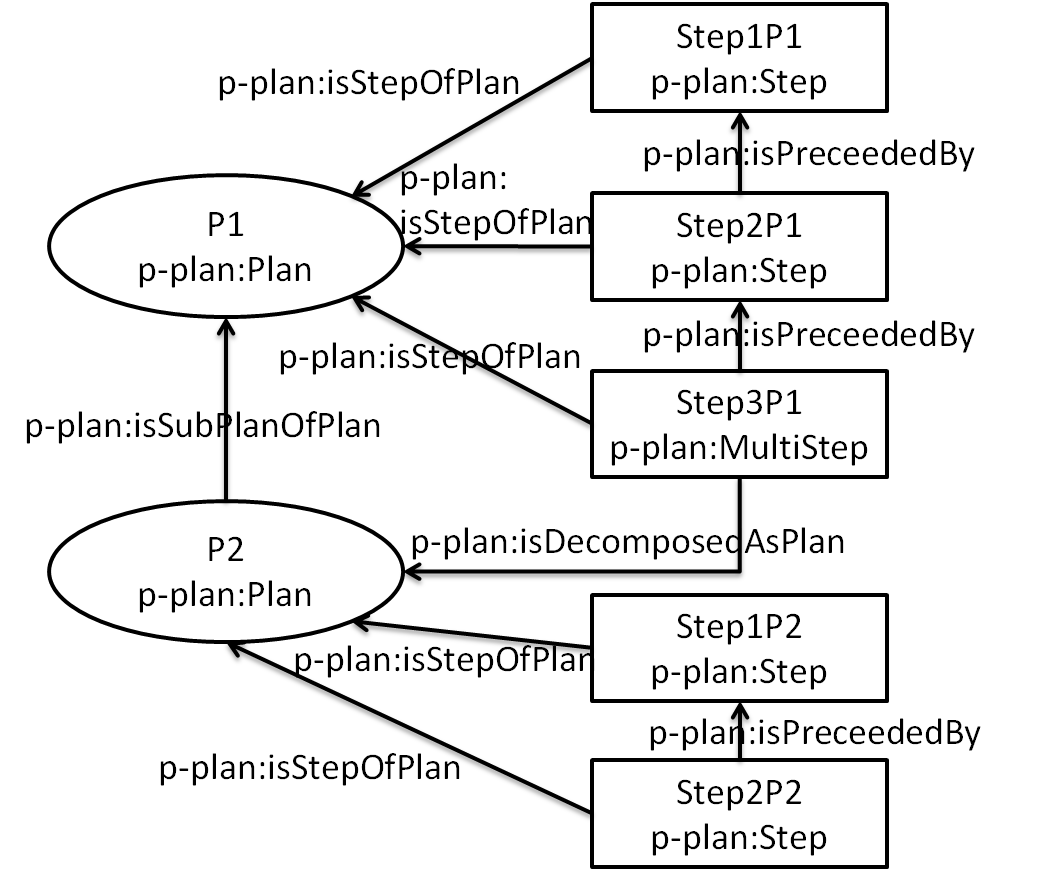 Step1P1
p-plan:Step
p-plan:isStepOfPlan
p-plan:isPreceededBy
p-plan:
isStepOfPlan
P1
p-plan:Plan
Step2P1
p-plan:Step
p-plan:isPreceededBy
p-plan:isStepOfPlan
Step3P1
p-plan:MultiStep
p-plan:isSubPlanOfPlan
p-plan:isDecomposedAsPlan
P2
p-plan:Plan
Step1P2
p-plan:Step
p-plan:isStepOfPlan
p-plan:isPreceededBy
p-plan:isStepOfPlan
Step2P2
p-plan:Step